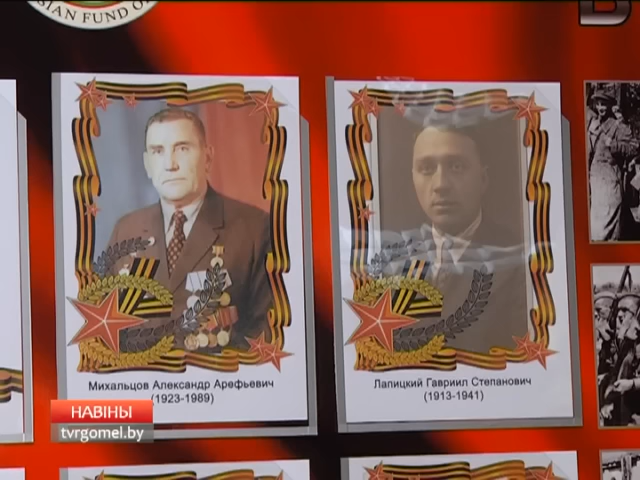 SIAN FUND O
Михальцов Александр Арефьевич
(1923-1989)
Лапицкий Гавриил Степанович
(1913-1941)
НАВІНЫ
tvrgomel.by